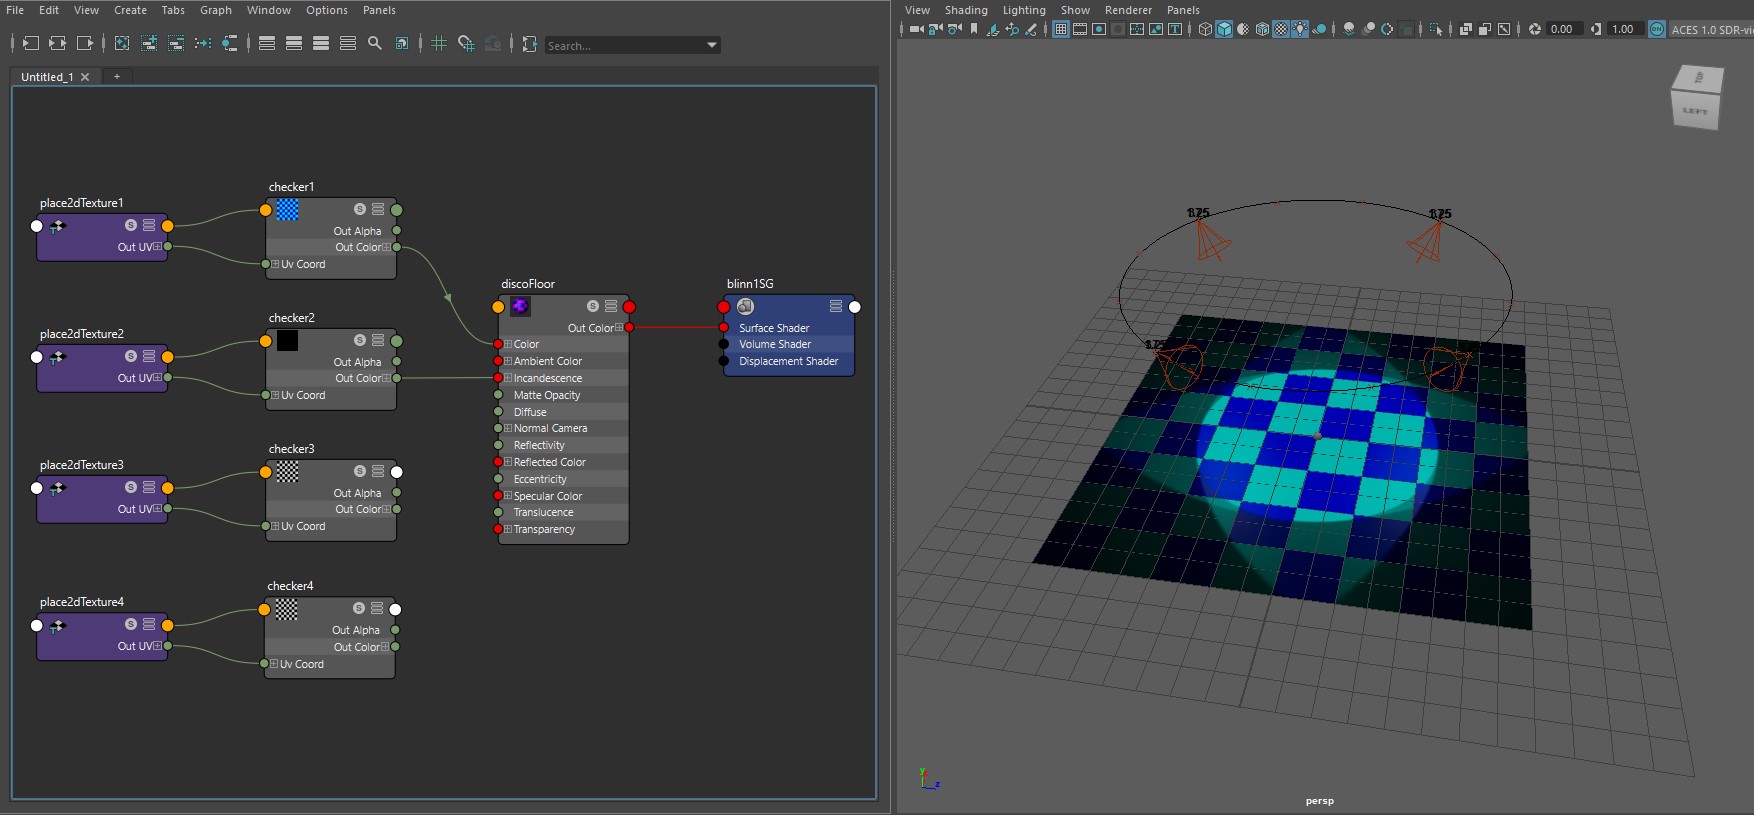 File Edit View Create Tabs Graph Window Options Panels
Search...
Untitled_1
place2dTexture1
Out UV
checker1
Out Alpha
Out Color
Uv Coord
place2dTexture2
Out UV
checker2
Out Alpha
Out Color
Uv Coord
place2dTexture3
Out UV
checker3
Out Alpha
Out Color
Uv Coord
place2dTexture4
Out UV
checker4
Out Alpha
Out Color
Uv Coord
discoFloor
Out Color
Color
Ambient Color
Incandescence
Matte Opacity
Diffuse
Normal Camera
Reflectivity
Reflected Color
Eccentricity
Specular Color
Translucence
Transparency
blinn1SG
Surface Shader
Volume Shader
Displacement Shader
View Shading Lighting Show Renderer Panels
0.00 1.00 ON ACES 1.0 SDR-vi
TOP
LEFT
y
z
persp